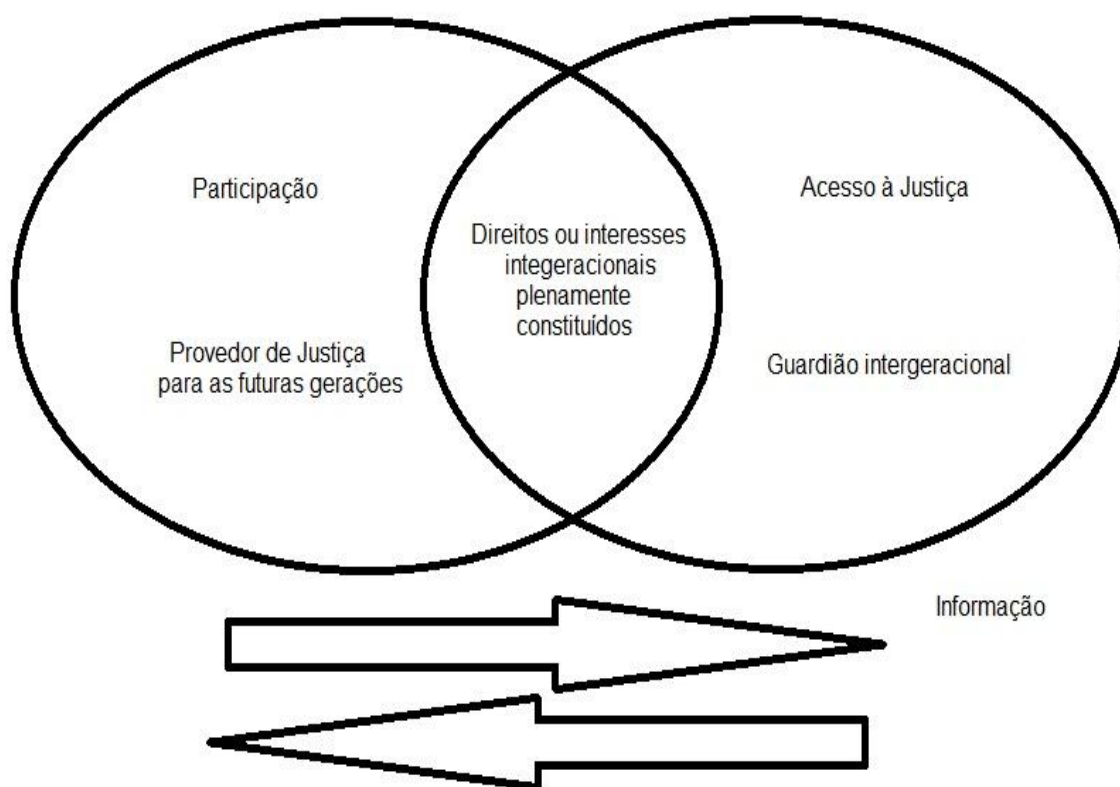 Participação
Provedor de Justiça
para as futuras gerações
Direitos ou interesses
integeracionais
plenamente
constituídos
Acesso à Justiça
Guardião intergeracional
Informação